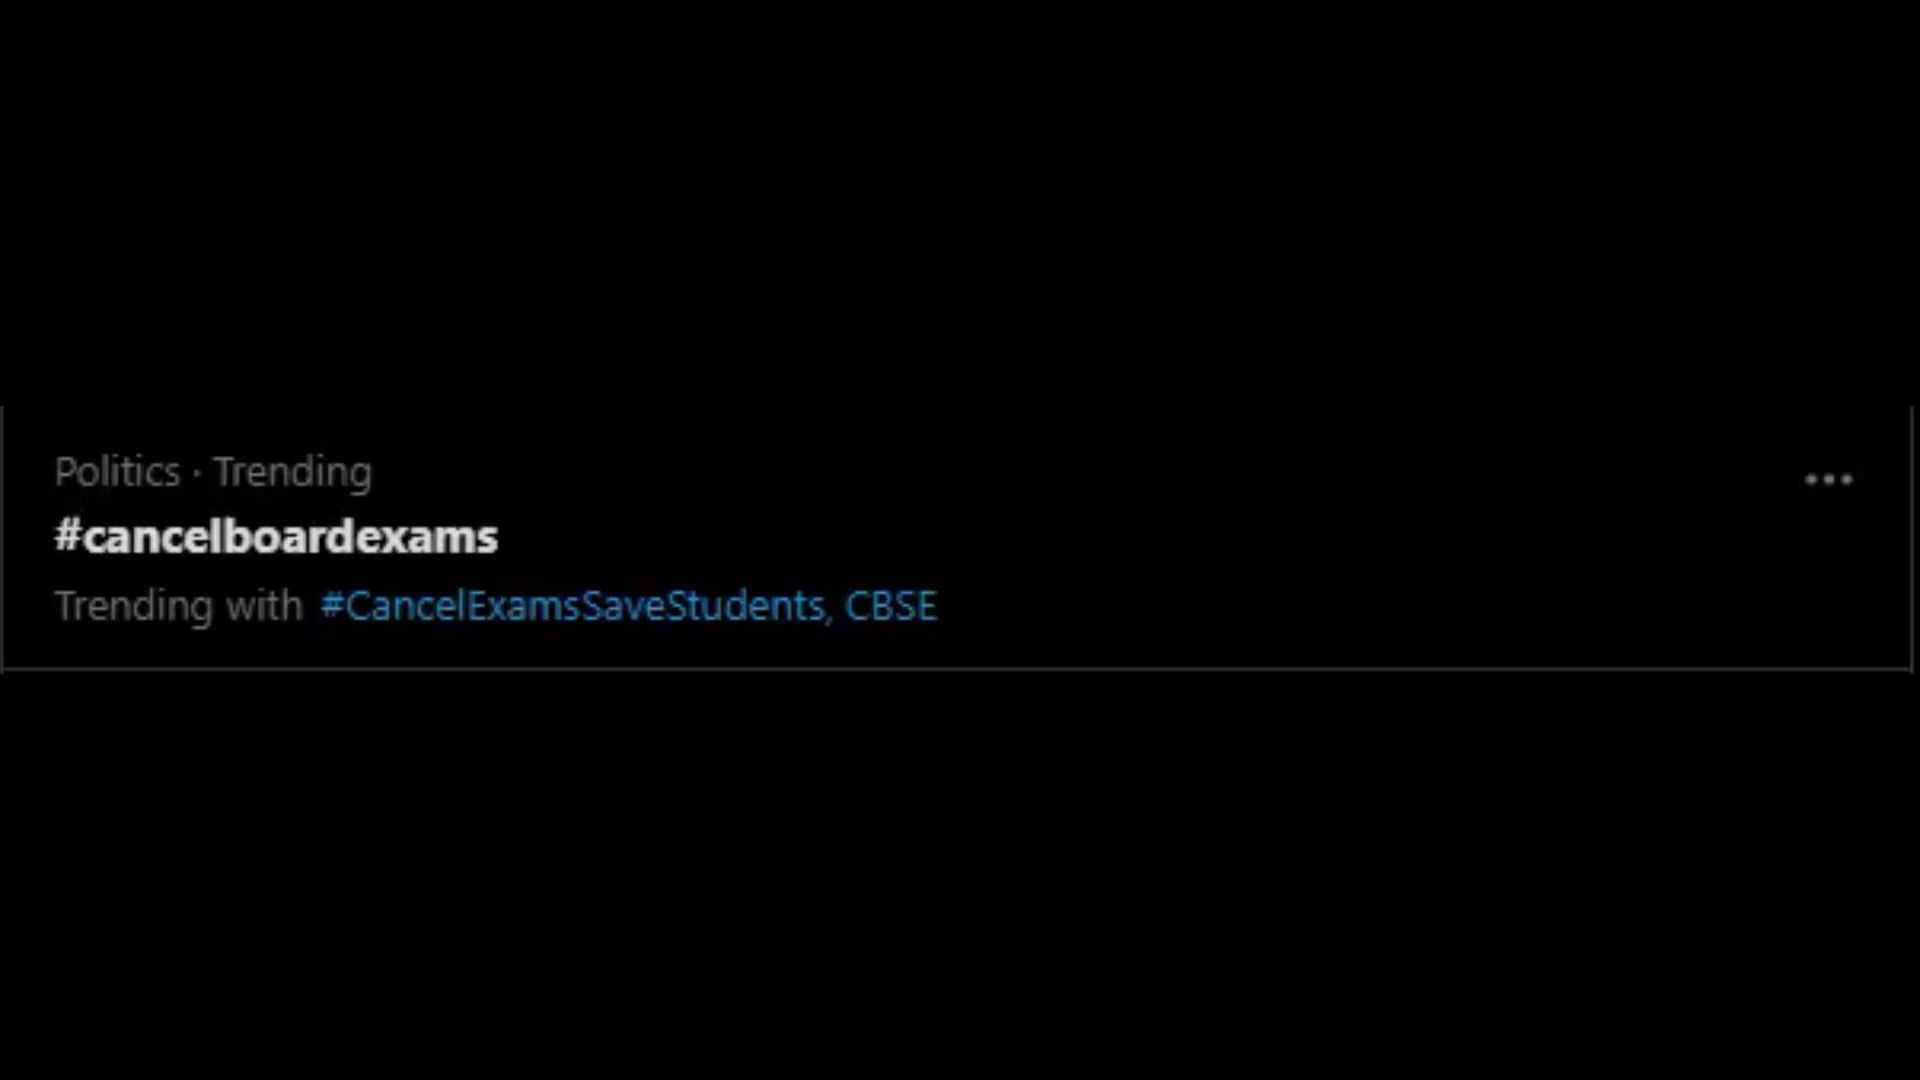 Politics · Trending
#cancelboardexams
Trending with #CancelExamsSaveStudents, CBSE